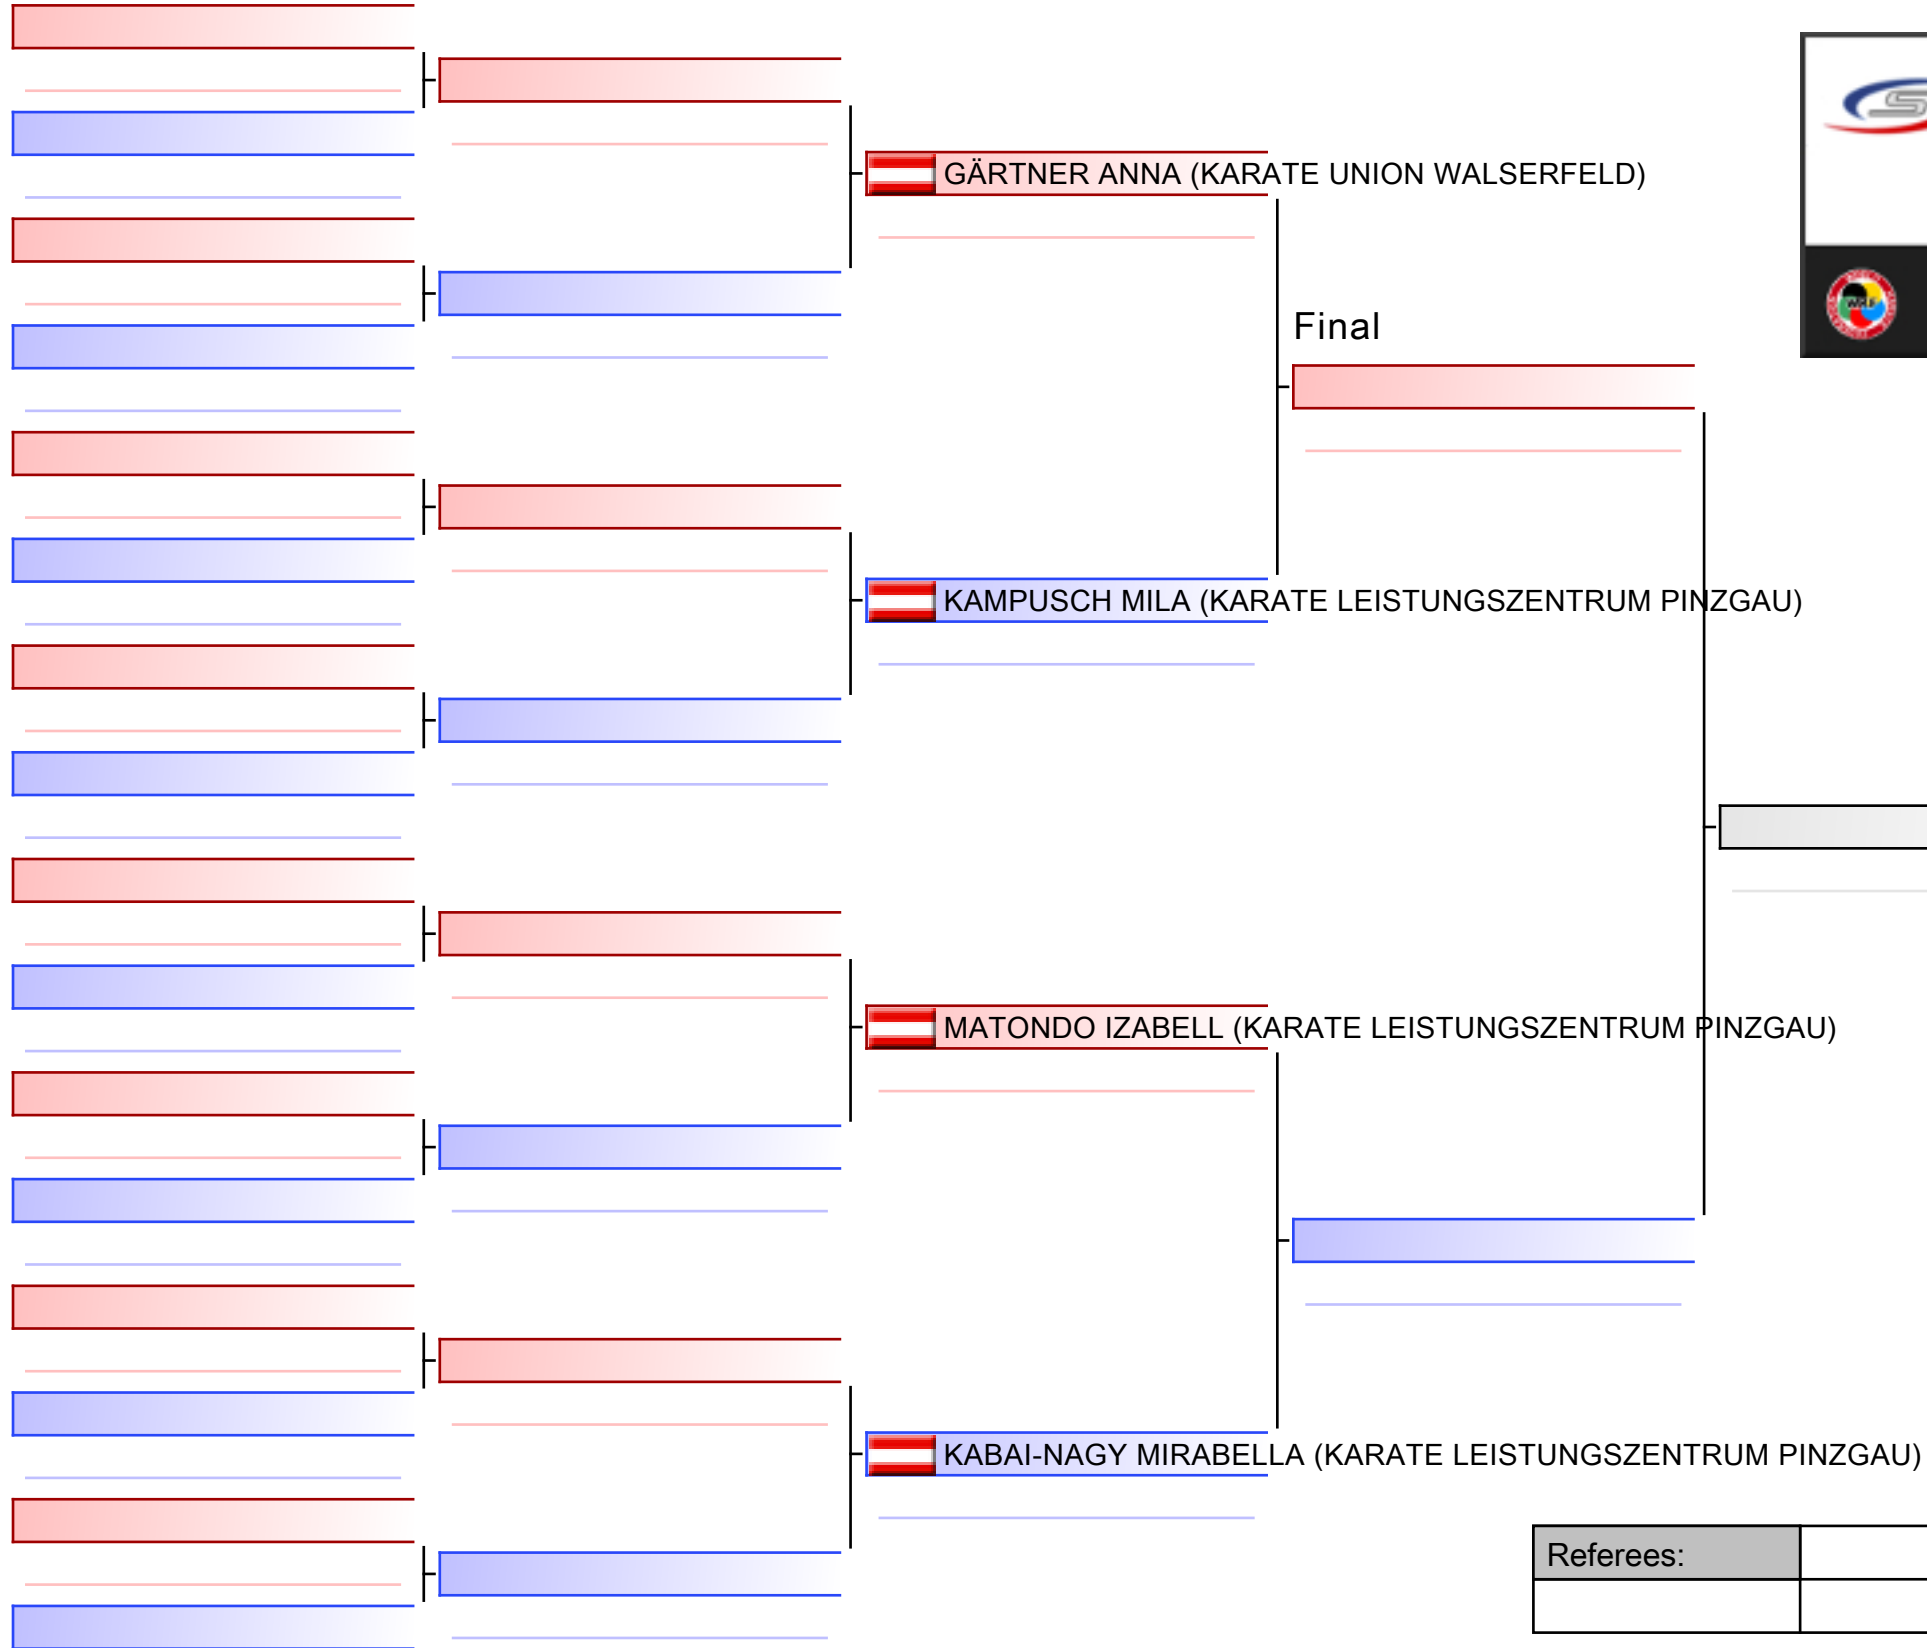 GÄRTNER ANNA (KARATE UNION WALSERFELD)
Final
KAMPUSCH MILA (KARATE LEISTUNGSZENTRUM PINZGAU)
MATONDO IZABELL (KARATE LEISTUNGSZENTRUM PINZGAU)
KABAI-NAGY MIRABELLA (KARATE LEISTUNGSZENTRUM PINZGAU)
Referees: